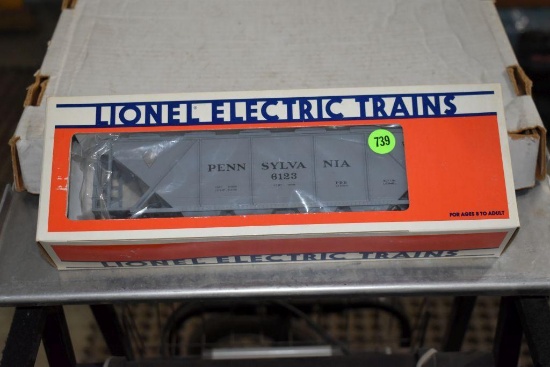 LIONEL ELECTRIC TRAINS
739
PENN SYLVA NIA
6123
FOR AGES 8 TO ADULT
LIONEL ELECTRIC TRAINS